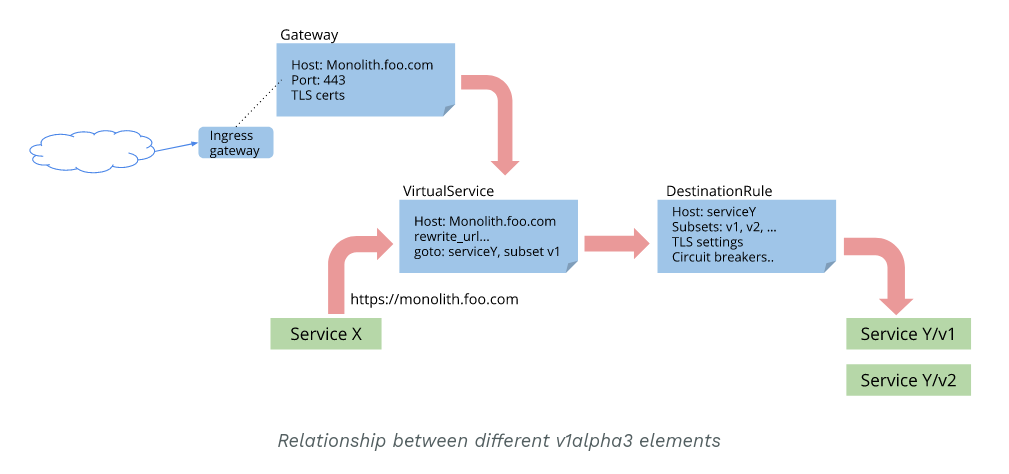 Gateway
Host: Monolith.foo.com
Port: 443
TLS certs
Ingress
gateway
VirtualService
Host: Monolith.foo.com
rewrite_url...
goto: serviceY, subset v1
DestinationRule
Host: serviceY
Subsets: v1, v2, ...
TLS settings
Circuit breakers..
https://monolith.foo.com
Service X
Service Y/v1
Service Y/v2
Relationship between different v1alpha3 elements